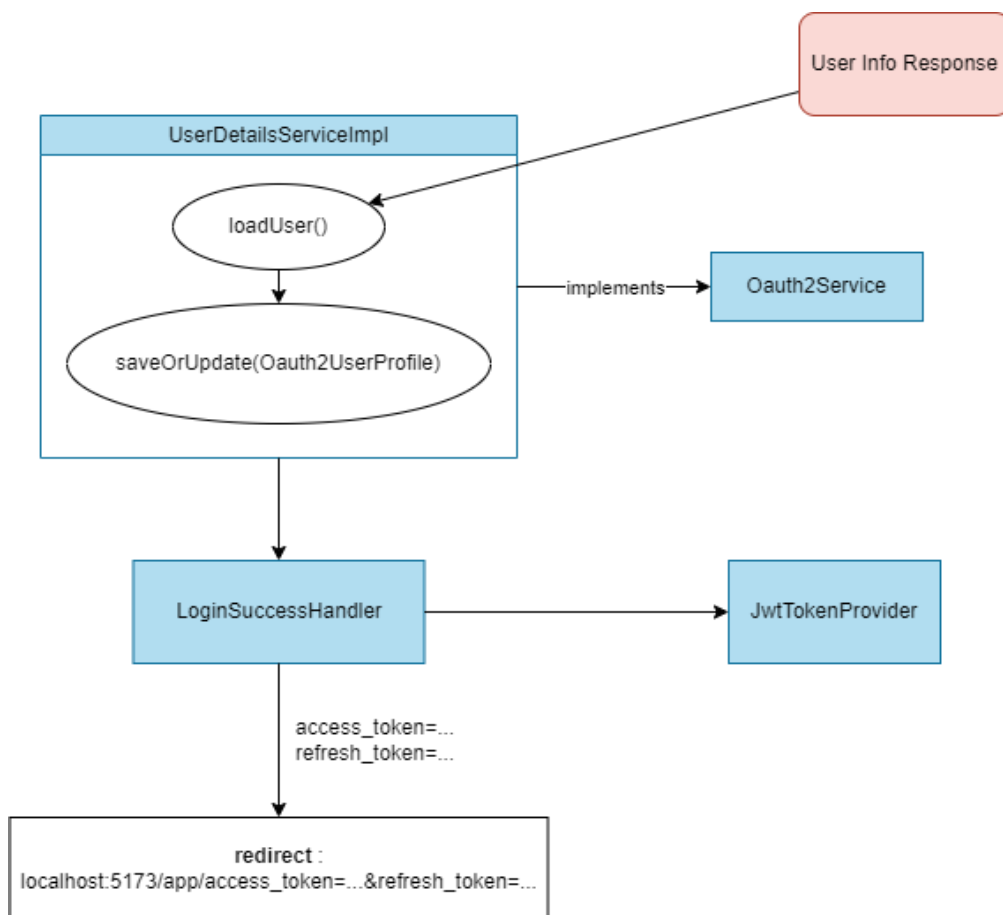 User Info Response
UserDetailsServiceImpl
loadUser()
implements
Oauth2Service
saveOrUpdate(Oauth2UserProfile)
LoginSuccessHandler
JwtTokenProvider
access_token=...
refresh_token=...
redirect :
localhost:5173/app/access_token=...&refresh_token=...